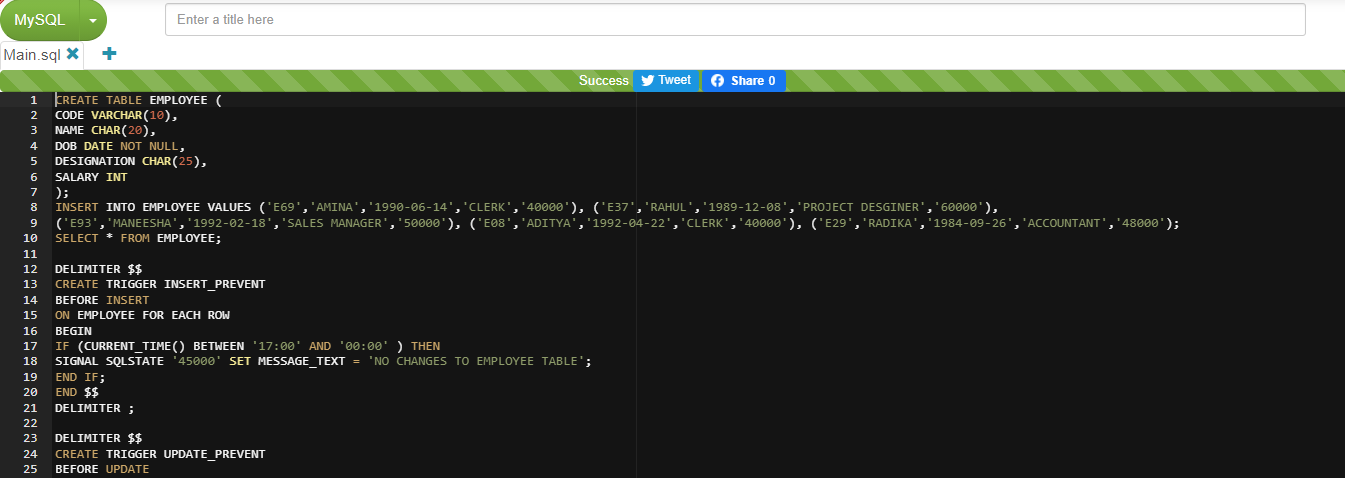 MySQL
Enter a title here
Main.sql
Success Tweet Share 0
1 CREATE TABLE EMPLOYEE (
2 CODE VARCHAR(10),
3 NAME CHAR(20),
4 DOB DATE NOT NULL,
5 DESIGNATION CHAR(25),
6 SALARY INT
7 );
8 INSERT INTO EMPLOYEE VALUES ('E69','AMINA','1990-06-14','CLERK','40000'), ('E37','RAHUL','1989-12-08','PROJECT DESGINER','60000'),
9 ('E93','MANEESHA','1992-02-18','SALES MANAGER','50000'), ('E08','ADITYA','1992-04-22','CLERK','40000'), ('E29','RADIKA','1984-09-26','ACCOUNTANT','48000');
10 SELECT * FROM EMPLOYEE;
11
12 DELIMITER $$
13 CREATE TRIGGER INSERT_PREVENT
14 BEFORE INSERT
15 ON EMPLOYEE FOR EACH ROW
16 BEGIN
17 IF (CURRENT_TIME() BETWEEN '17:00' AND '00:00' ) THEN
18 SIGNAL SQLSTATE '45000' SET MESSAGE_TEXT = 'NO CHANGES TO EMPLOYEE TABLE';
19 END IF;
20 END $$
21 DELIMITER ;
22
23 DELIMITER $$
24 CREATE TRIGGER UPDATE_PREVENT
25 BEFORE UPDATE